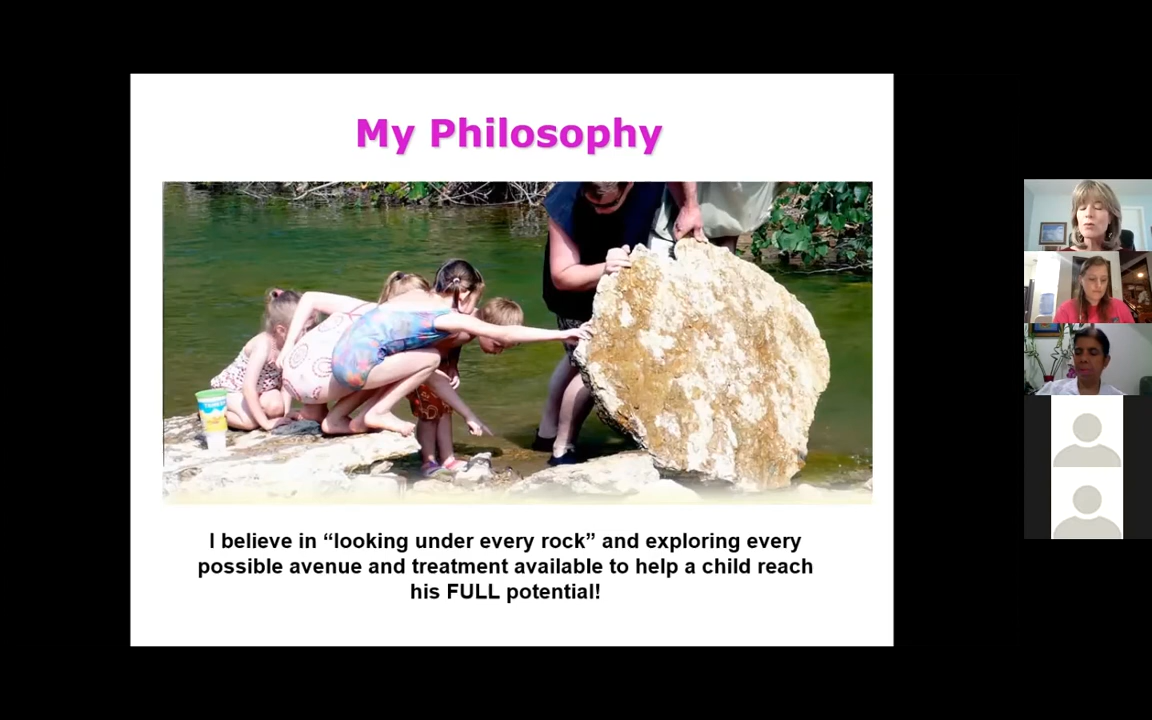 My Philosophy
I believe in “looking under every rock” and exploring every
possible avenue and treatment available to help a child reach
his FULL potential!